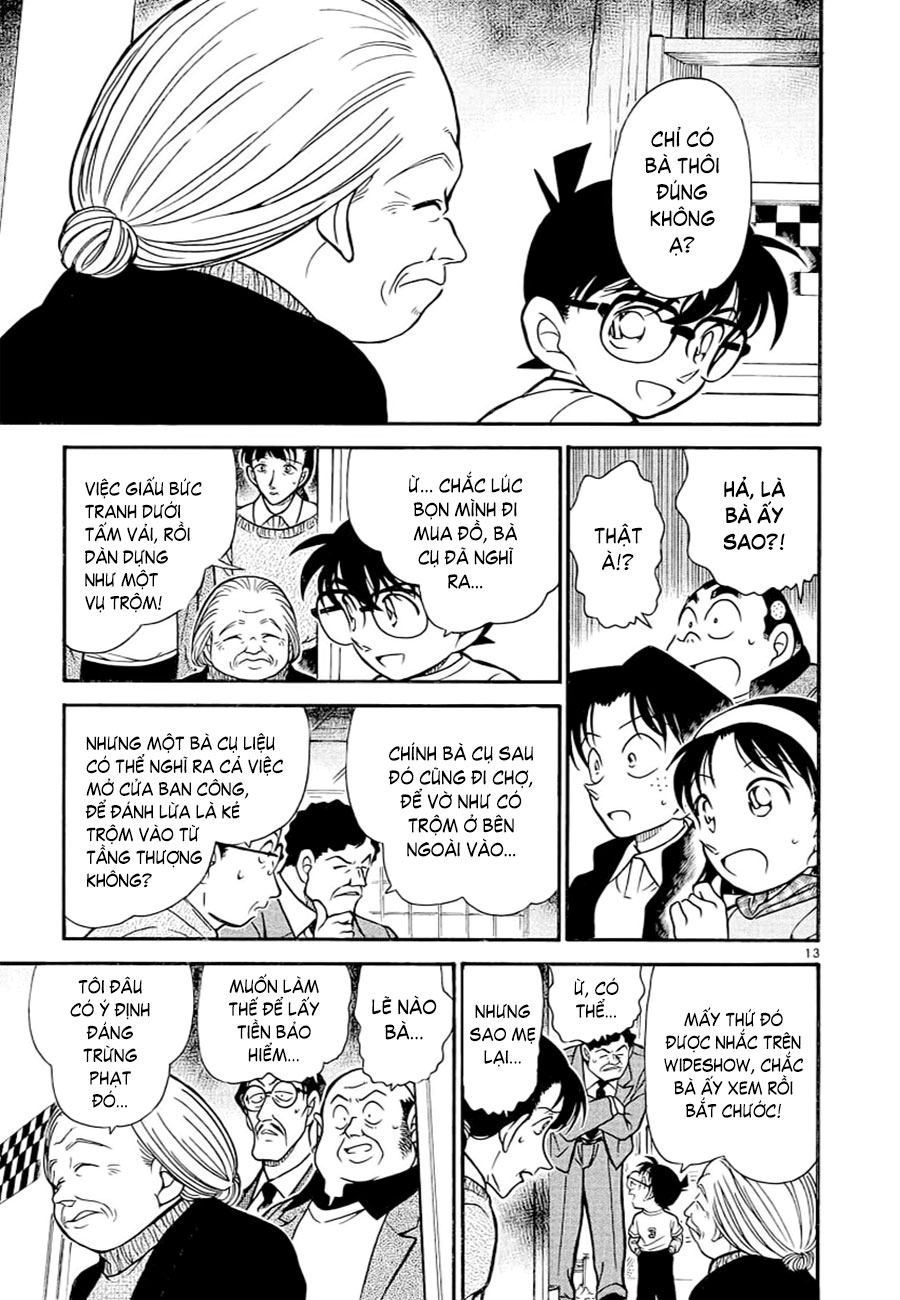 CHỈ CÓ
BÀ THÔI
ĐÚNG
KHÔNG
Ạ?
HẢ, LÀ
BÀ ẤY
SAO?!
THẬT
À!?
Ừ... CHẮC LÚC
BỌN MÌNH ĐI
MUA ĐỒ, BÀ
CỤ ĐÃ NGHĨ
RA...
VIỆC GIẤU BỨC
TRANH DƯỚI
TẤM VẢI, RỒI
DÀN DỰNG
NHƯ MỘT
VỤ TRỘM!
CHÍNH BÀ CỤ SAU
ĐÓ CŨNG ĐI CHỢ,
ĐỂ VỜ NHƯ CÓ
TRỘM Ở BÊN
NGOÀI VÀO...
NHƯNG MỘT BÀ CỤ LIỆU
CÓ THỂ NGHĨ RA CẢ VIỆC
MỞ CỬA BAN CÔNG,
ĐỂ ĐÁNH LỪA LÀ KẺ
TRỘM VÀO TỪ
TẦNG THƯỢNG
KHÔNG?
13
MẤY THỨ ĐÓ
ĐƯỢC NHẮC TRÊN
WIDESHOW, CHẮC
BÀ ẤY XEM RỒI
BẮT CHƯỚC!
Ừ, CÓ
THỂ...
NHƯNG
SAO MẸ
LẠI...
LẼ NÀO
BÀ...
MUỐN LÀM
THẾ ĐỂ LẤY
TIỀN BẢO
HIỂM...
TÔI ĐÂU
CÓ Ý ĐỊNH
ĐÁNG
TRỪNG
PHẠT
ĐÓ...
3